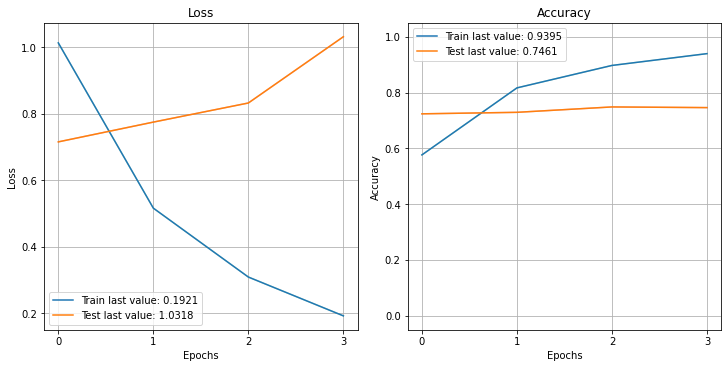 Loss
1.0
0.8
0.6
0.4
0.2
Loss
Train last value: 0.1921
Test last value: 1.0318
0
1
2
3
Epochs
Accuracy
1.0
0.8
0.6
0.4
0.2
0.0
Accuracy
Train last value: 0.9395
Test last value: 0.7461
0
1
2
3
Epochs